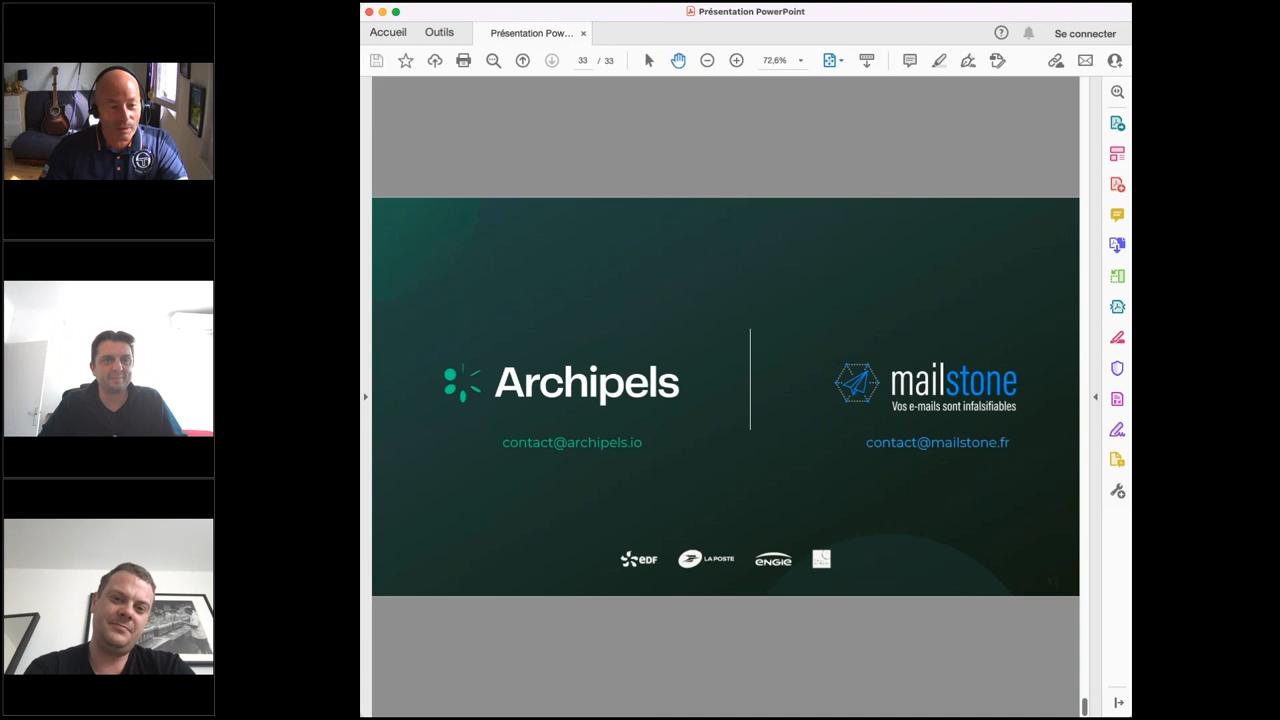 Présentation PowerPoint
Accueil
Outils
Présentation Pow...
Se connecter
33 / 33
72,6%
Archipels
contact@archipels.io
mailstone
Vos e-mails sont infalsifiables
contact@mailstone.fr
eDF
LA POSTE
ENGIE